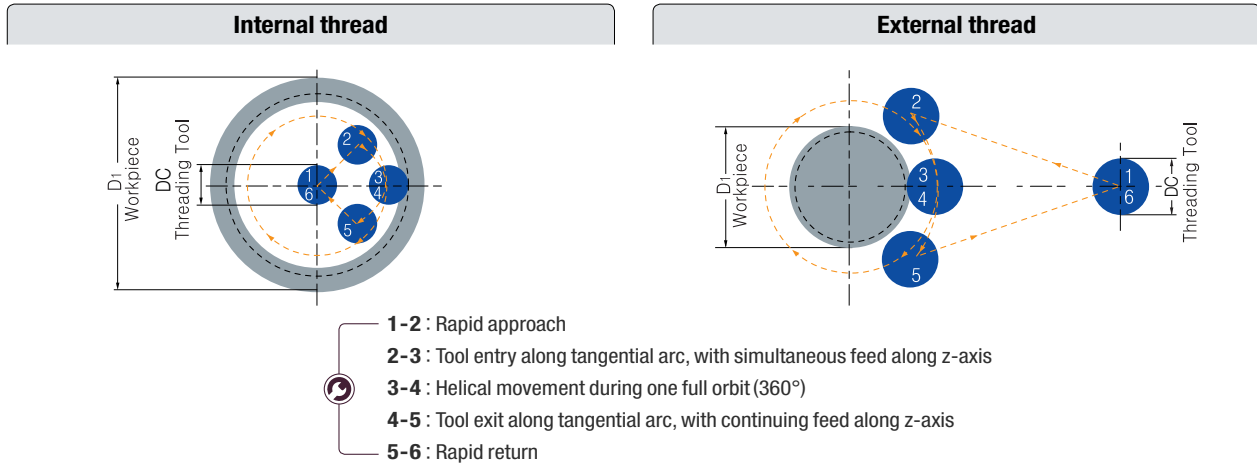 Internal thread
External thread
D1
Workpiece
DC
Threading Tool
1
6
2
3
4
5
D1
Workpiece
2
3
4
5
1
6
DC
Threading Tool
1-2 : Rapid approach
2-3 : Tool entry along tangential arc, with simultaneous feed along z-axis
3-4 : Helical movement during one full orbit (360°)
4-5 : Tool exit along tangential arc, with continuing feed along z-axis
5-6 : Rapid return